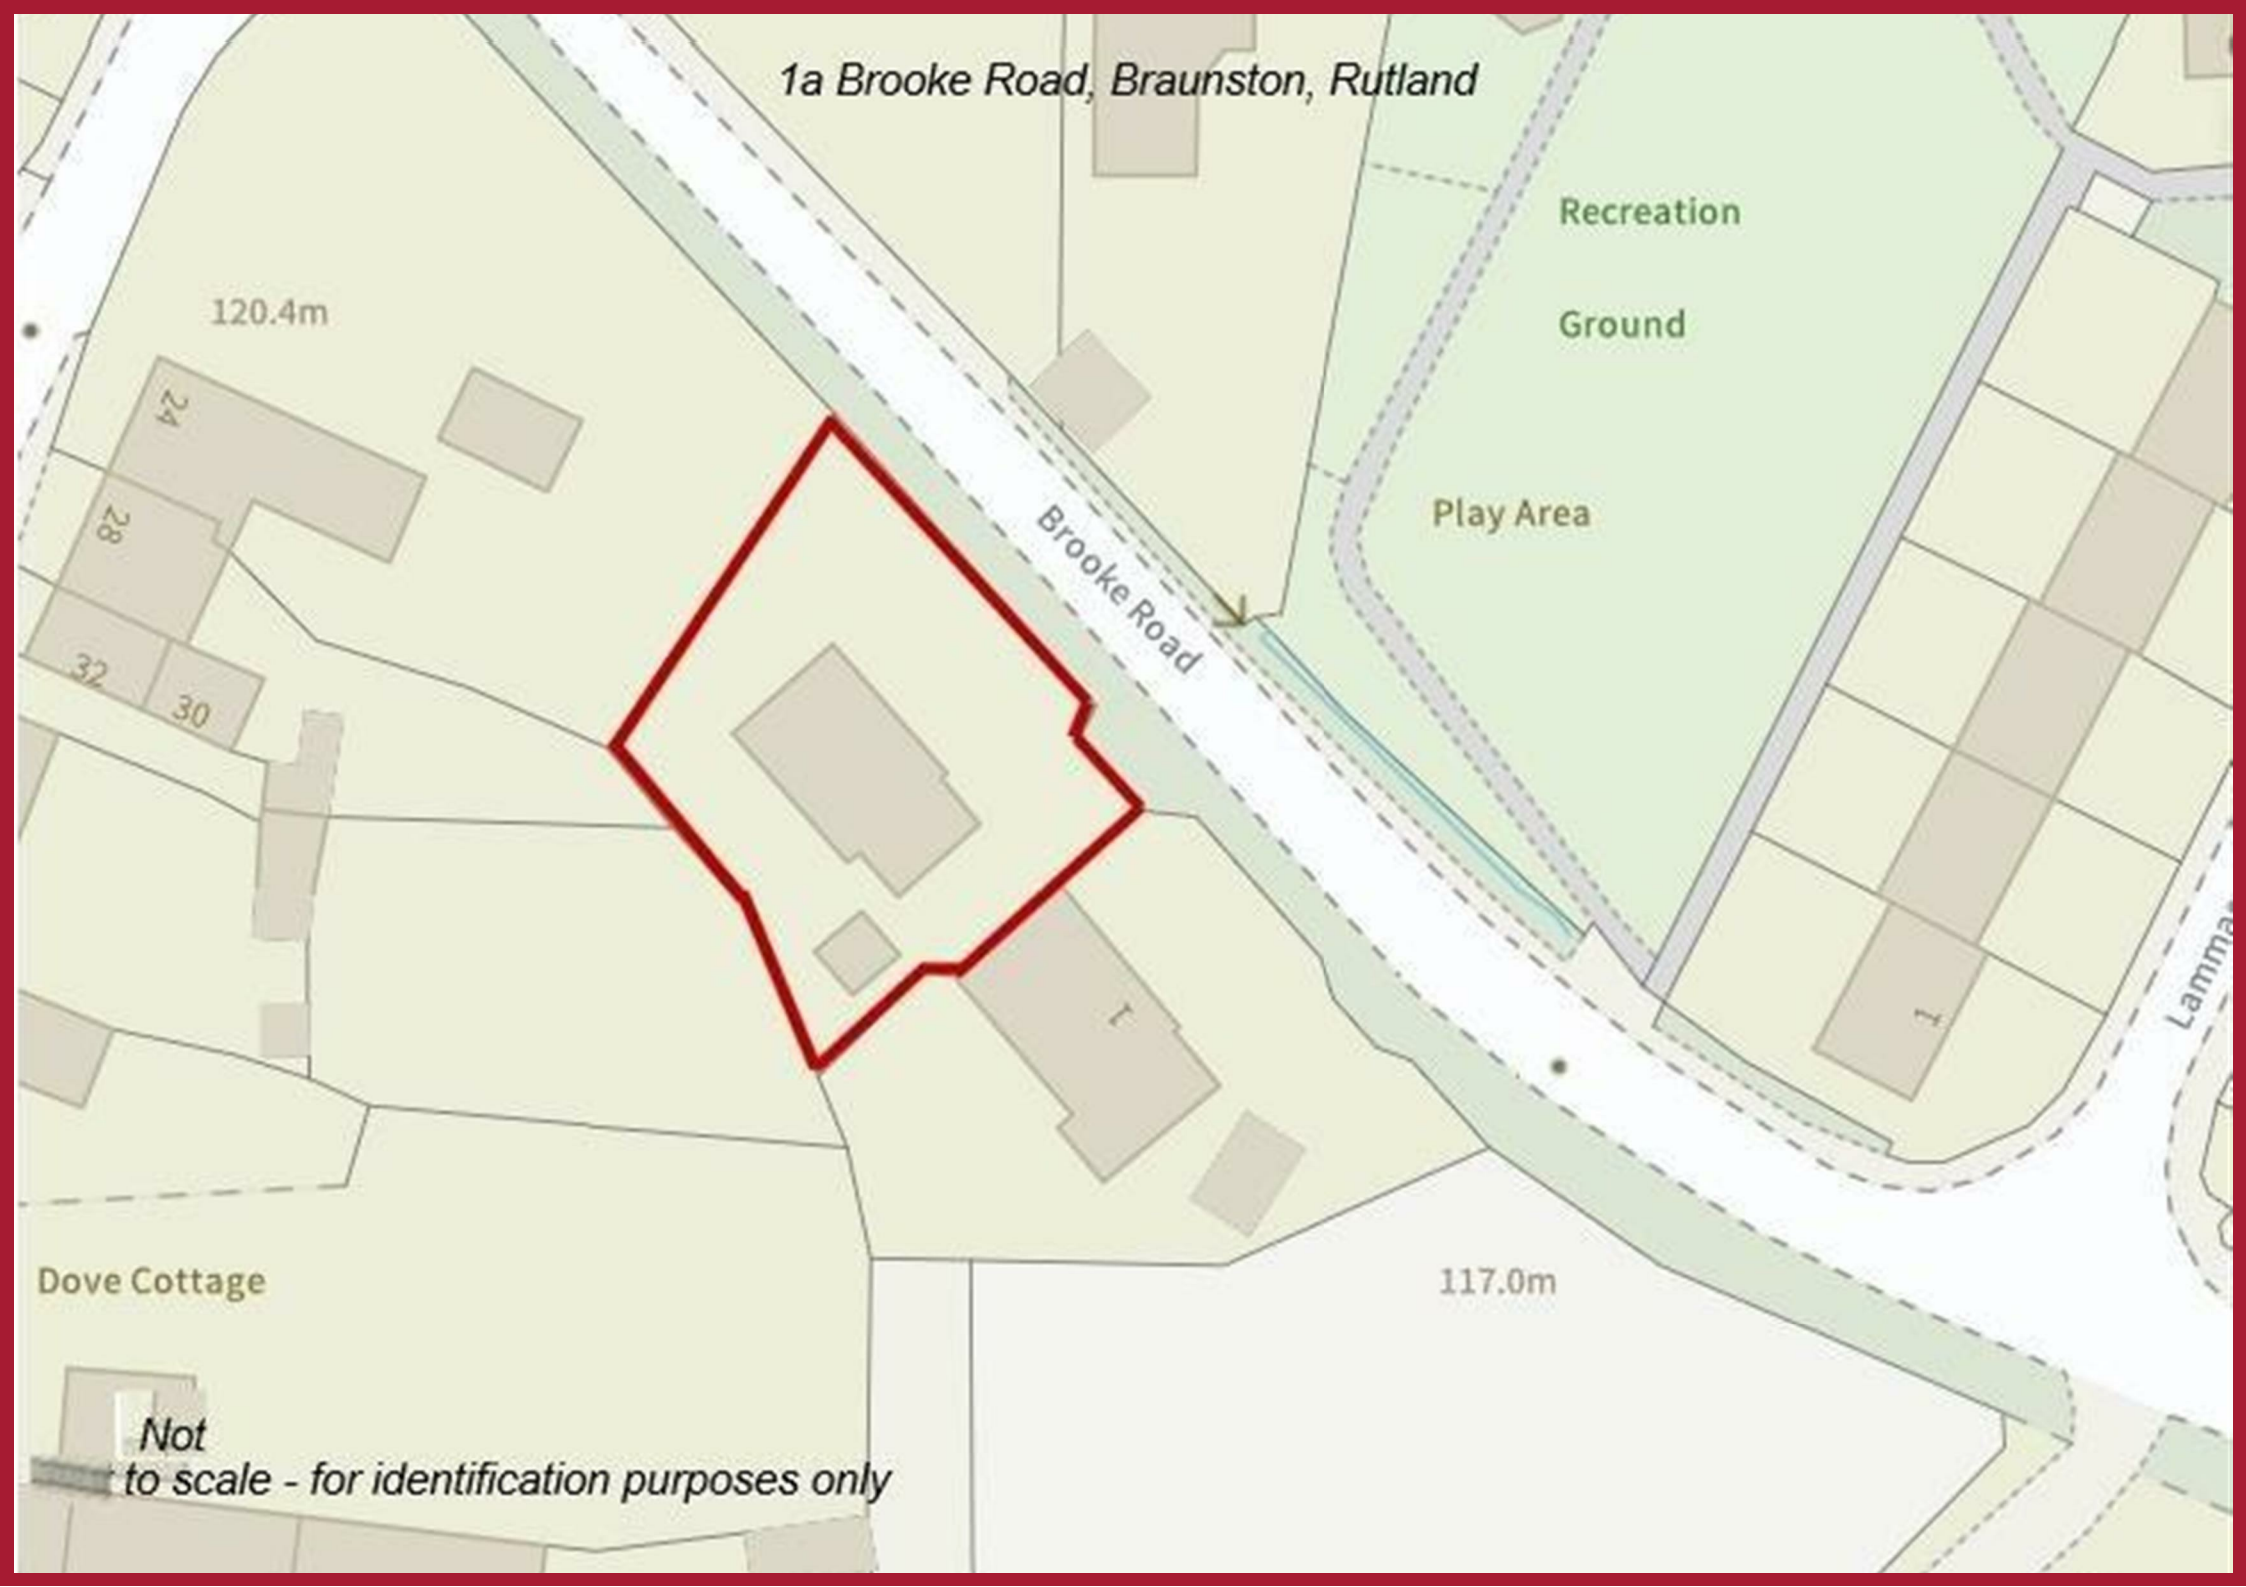 1a Brooke Road, Braunston, Rutland
Recreation
Ground
120.4m
24
Play Area
28
Brooke Road
32
30
1
1
Dove Cottage
117.0m
Not
to scale - for identification purposes only